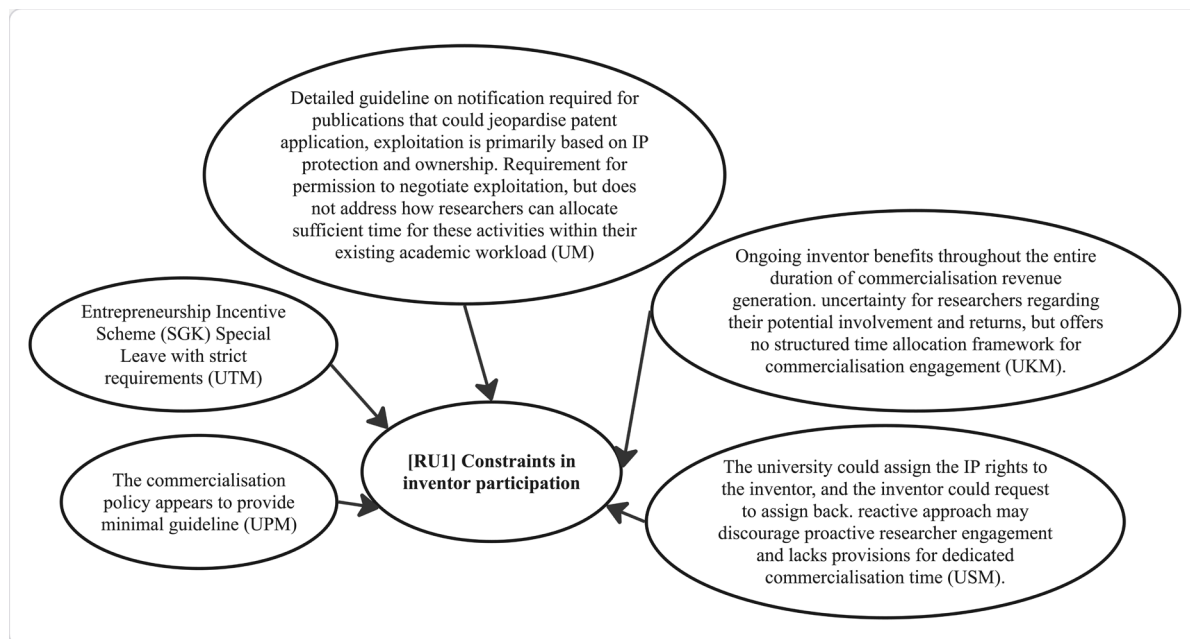 Detailed guideline on notification required for
publications that could jeopardise patent
application, exploitation is primarily based on IP
protection and ownership. Requirement for
permission to negotiate exploitation, but does
not address how researchers can allocate
sufficient time for these activities within their
existing academic workload (UM)
Ongoing inventor benefits throughout the entire
duration of commercialisation revenue
generation. uncertainty for researchers regarding
their potential involvement and returns, but offers
no structured time allocation framework for
commercialisation engagement (UKM).
Entrepreneurship Incentive
Scheme (SGK) Special
Leave with strict
requirements (UTM)
[RU1] Constraints in
inventor participation
The commercialisation
policy appears to provide
minimal guideline (UPM)
The university could assign the IP rights to
the inventor, and the inventor could request
to assign back. reactive approach may
discourage proactive researcher engagement
and lacks provisions for dedicated
commercialisation time (USM).